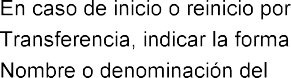 En caso de inicio o reinicio por
Transferencia, indicar la forma
Nombre o denominación del